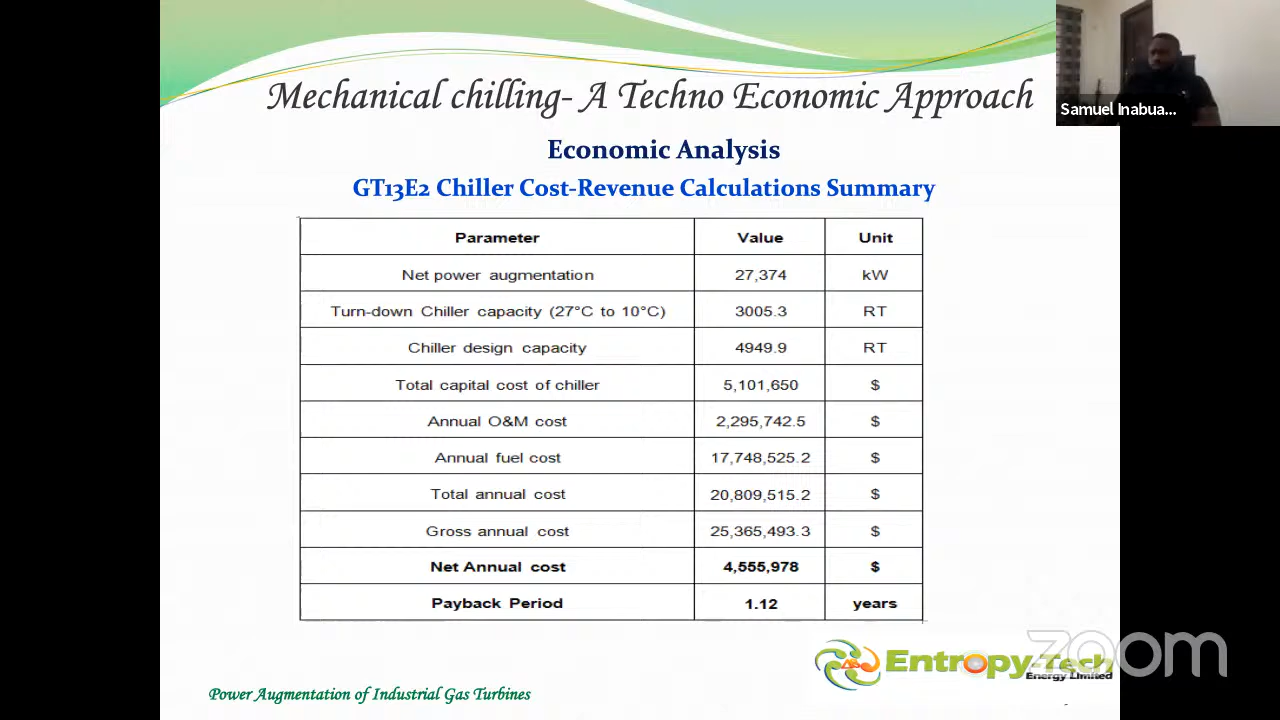 Mechanical chilling- A Techno Economic Approach
Samuel Inabua...
Economic Analysis
GT13E2 Chiller Cost-Revenue Calculations Summary
Parameter Value Unit
Net power augmentation 27,374 kW
Turn-down Chiller capacity (27°C to 10°C) 3005.3 RT
Chiller design capacity 4949.9 RT
Total capital cost of chiller 5,101,650 $
Annual O&M cost 2,295,742.5 $
Annual fuel cost 17,748,525.2 $
Total annual cost 20,809,515.2 $
Gross annual cost 25,365,493.3 $
Net Annual cost 4,555,978 $
Payback Period 1.12 years
zoom
Entropy-Tech
Energy Limited
Power Augmentation of Industrial Gas Turbines